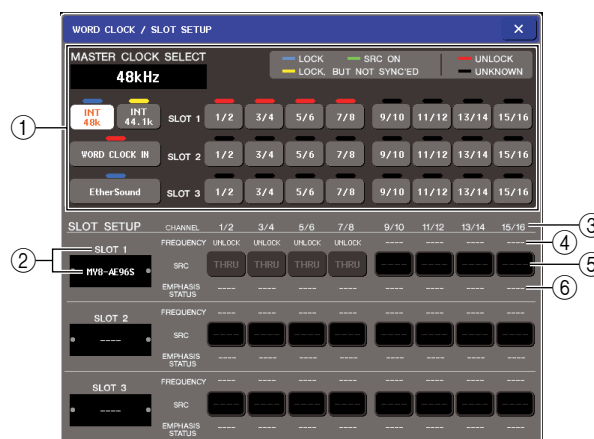 WORD CLOCK / SLOT SETUP ×
MASTER CLOCK SELECT
48kHz
LOCK SRC ON UNLOCK
LOCK, BUT NOT SYNC'ED UNKNOWN
INT 48k INT 44.1k SLOT 1 1/2 3/4 5/6 7/8 9/10 11/12 13/14 15/16
WORD CLOCK IN SLOT 2 1/2 3/4 5/6 7/8 9/10 11/12 13/14 15/16
EtherSound SLOT 3 1/2 3/4 5/6 7/8 9/10 11/12 13/14 15/16
1
SLOT SETUP CHANNEL 1/2 3/4 5/6 7/8 9/10 11/12 13/14 15/16 3
FREQUENCY UNLOCK UNLOCK UNLOCK UNLOCK ---- ---- ---- ---- 4
2 SLOT 1
MY8-AE96S SRC THRU THRU THRU THRU ---- ---- ---- ---- 5
EMPHASIS STATUS ---- ---- ---- ---- ---- ---- ---- ---- 6
SLOT 2 FREQUENCY ---- ---- ---- ---- ---- ---- ---- ----
---- SRC ---- ---- ---- ---- ---- ---- ---- ----
EMPHASIS STATUS ---- ---- ---- ---- ---- ---- ---- ----
SLOT 3 FREQUENCY ---- ---- ---- ---- ---- ---- ---- ----
---- SRC ---- ---- ---- ---- ---- ---- ---- ----
EMPHASIS STATUS ---- ---- ---- ---- ---- ---- ---- ----